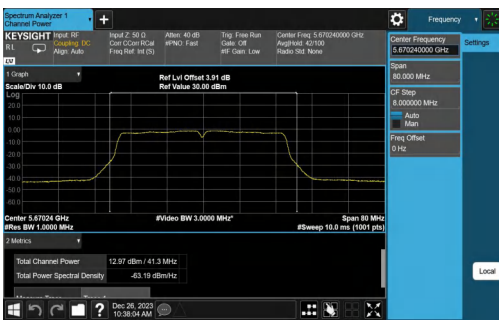 Spectrum Analyzer 1
Channel Power
Frequency
KEYSIGHT
Input: RF
Coupling: DC
Align: Auto
Input Z: 50 Ω
Corr CCorr RCal
Freq Ref: Int (S)
Atten: 40 dB
#PNO: Fast
Trig: Free Run
Gate: Off
#IF Gain: Low
Center Freq: 5.670240000 GHz
Avg|Hold: 42/100
Radio Std: None
R L
Center Frequency
5.670240000 GHz
Settings
Span
80.000 MHz
CF Step
8.000000 MHz
Auto
Man
Freq Offset
0 Hz
1 Graph
Scale/Div 10.0 dB
Ref Lvl Offset 3.91 dB
Ref Value 30.00 dBm
Log
20.0
10.0
0.00
-10.0
-20.0
-30.0
-40.0
-50.0
-60.0
Center 5.67024 GHz
#Video BW 3.0000 MHz*
Span 80 MHz
#Res BW 1.0000 MHz
#Sweep 10.0 ms (1001 pts)
2 Metrics
Total Channel Power
12.97 dBm / 41.3 MHz
Total Power Spectral Density
-63.19 dBm/Hz
Local
Dec 26, 2023
10:38:04 AM